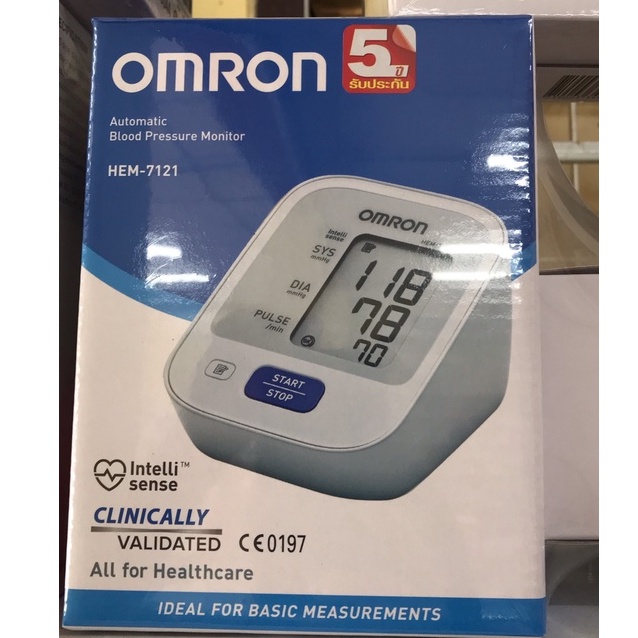 OMRON
5
ปี
รับประกัน
Automatic
Blood Pressure Monitor
HEM-7121
OMRON
Intelli
sense
SYS
mmHg
118
DIA
mmHg
78
PULSE
/min
70
START
STOP
Intelli™
sense
CLINICALLY
VALIDATED CE0197
All for Healthcare
IDEAL FOR BASIC MEASUREMENTS